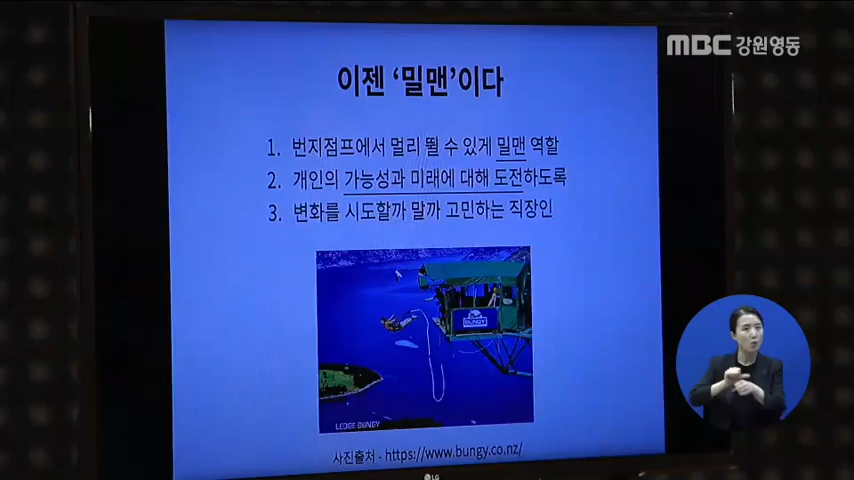 MBC 강원영동
이젠 ‘밀맨’이다
1. 번지점프에서 멀리 뛸 수 있게 밀맨 역할
2. 개인의 가능성과 미래에 대해 도전하도록
3. 변화를 시도할까 말까 고민하는 직장인
BUNGY
LEDGE BUNGY
사진출처 - https://www.bungy.co.nz/
LG